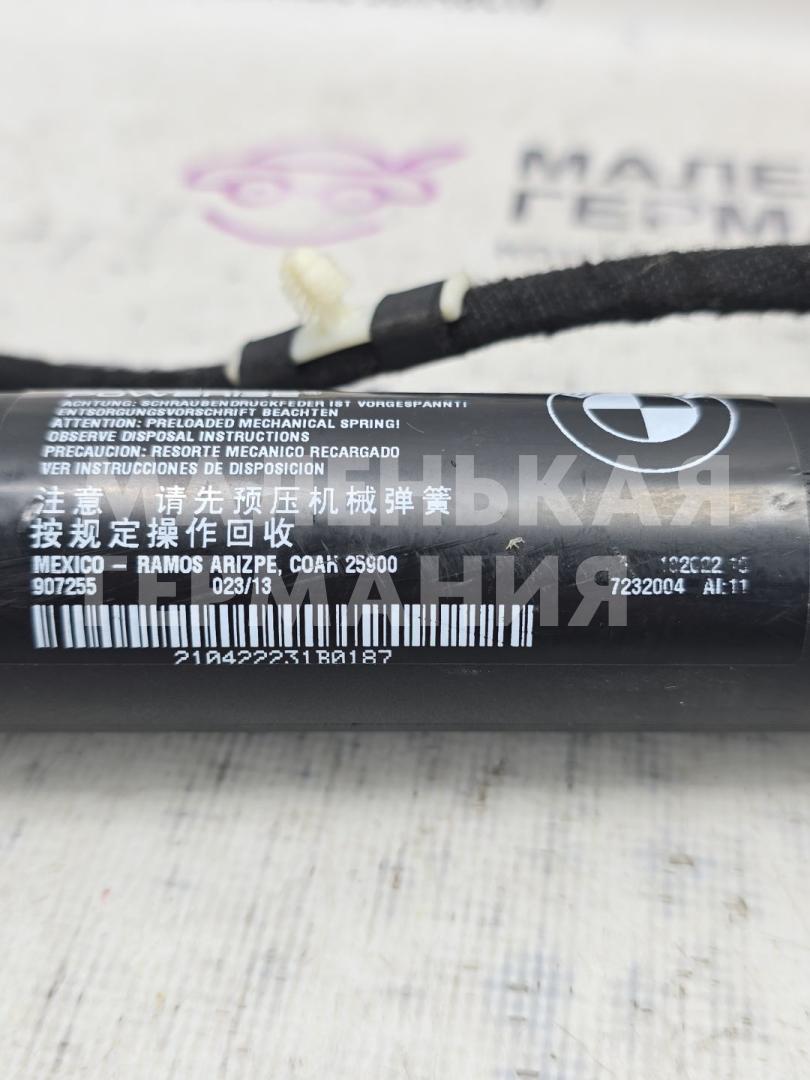 МАЛЕ
ГЕРМА
ACHTUNG: SCHRAUBENDRUCKFEDER IST VORGESPANNT!
ENTSORGUNGSVORSCHRIFT BEACHTEN
ATTENTION: PRELOADED MECHANICAL SPRING!
OBSERVE DISPOSAL INSTRUCTIONS
PRECAUCION: RESORTE MECANICO RECARGADO
VER INSTRUCCIONES DE DISPOSICION
注意 请先预压机械弹簧
按规定操作回收
МАЛЕНЬКАЯ
ГЕРМАНИЯ
MEXICO - RAMOS ARIZPE, COAH 25900
907255 023/13 7232004
210422231B0187